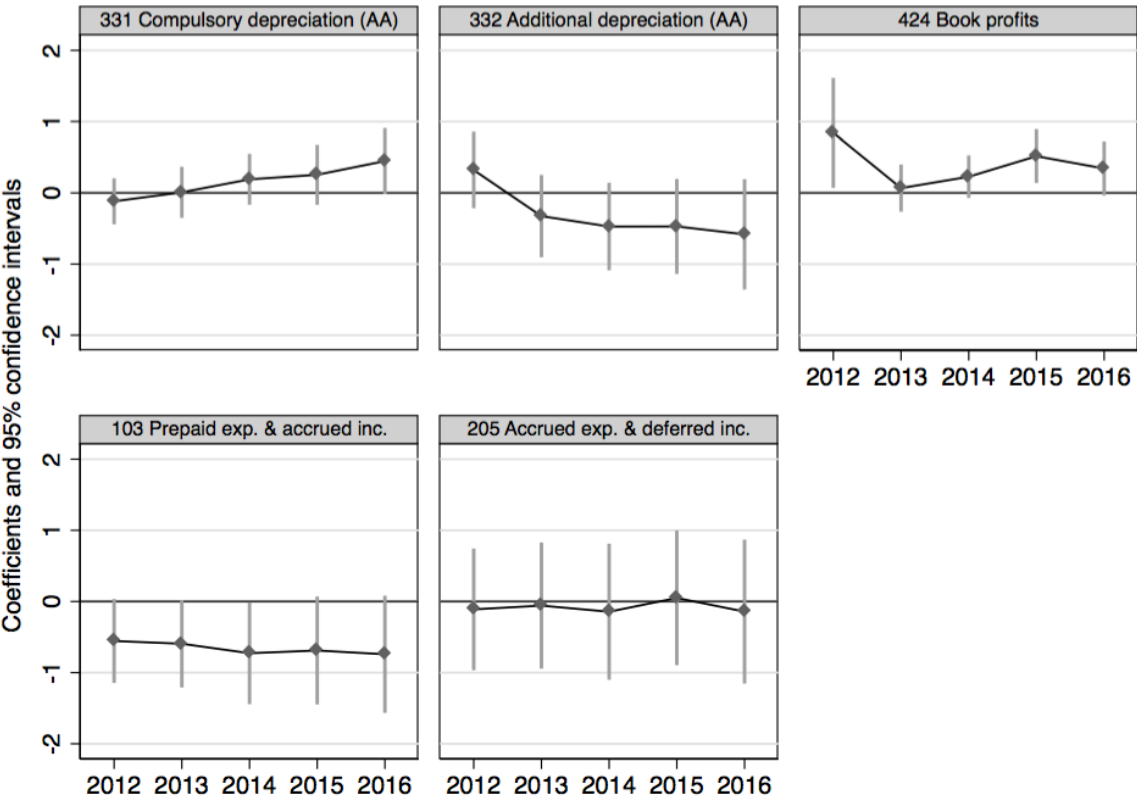 331 Compulsory depreciation (AA)
332 Additional depreciation (AA)
424 Book profits
Coefficients and 95% confidence intervals
2
1
0
-1
-2
2012 2013 2014 2015 2016
103 Prepaid exp. & accrued inc.
205 Accrued exp. & deferred inc.
2
1
0
-1
-2
2012 2013 2014 2015 2016
2012 2013 2014 2015 2016